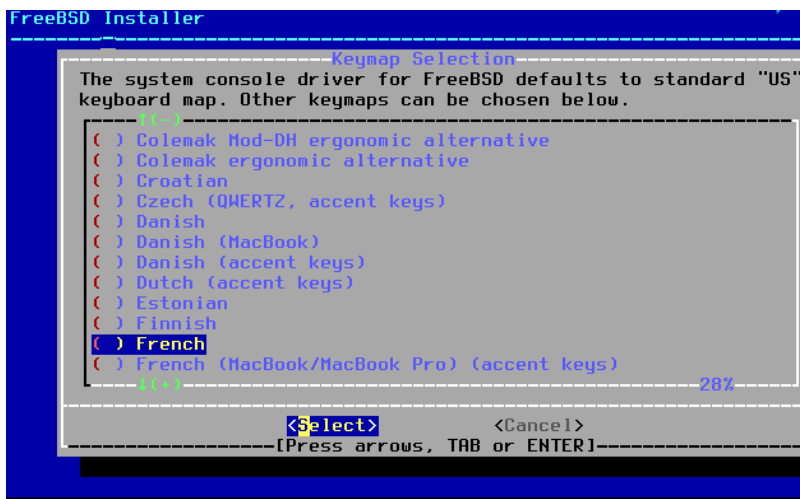 FreeBSD Installer
Keymap Selection
The system console driver for FreeBSD defaults to standard "US"
keyboard map. Other keymaps can be chosen below.
↑(-)
( ) Colemak Mod-DH ergonomic alternative
( ) Colemak ergonomic alternative
( ) Croatian
( ) Czech (QWERTZ, accent keys)
( ) Danish
( ) Danish (MacBook)
( ) Danish (accent keys)
( ) Dutch (accent keys)
( ) Estonian
( ) Finnish
( ) French
( ) French (MacBook/MacBook Pro) (accent keys)
↓(+) 28%
<Select> <Cancel>
[Press arrows, TAB or ENTER]